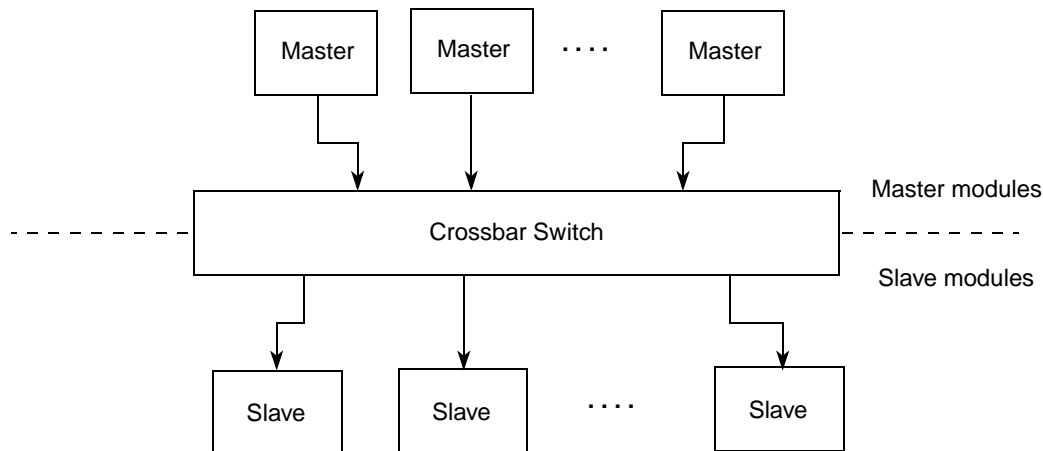 Master
Master
. . . .
Master
Master modules
Crossbar Switch
Slave modules
Slave
Slave
. . . .
Slave